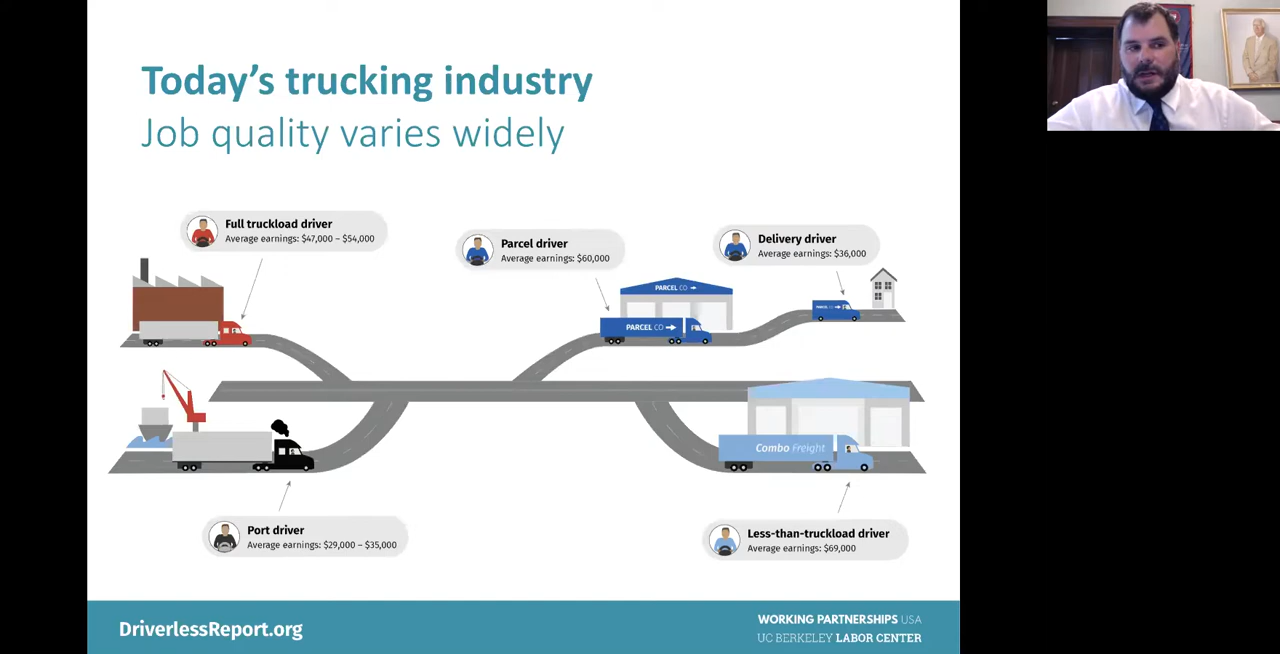 Today's trucking industry
Job quality varies widely
Full truckload driver
Average earnings: $47,000 – $54,000
Parcel driver
Average earnings: $60,000
Delivery driver
Average earnings: $36,000
PARCEL CO
PARCEL CO
PARCEL CO
Combo Freight
Port driver
Average earnings: $29,000 – $35,000
Less-than-truckload driver
Average earnings: $69,000
DriverlessReport.org
WORKING PARTNERSHIPS USA
UC BERKELEY LABOR CENTER